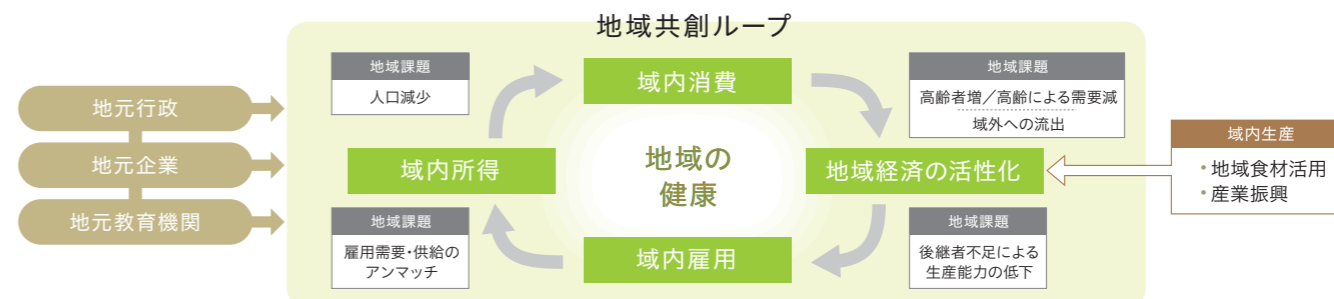 地域共創ループ
地元行政
地元企業
地元教育機関
地域課題
人口減少
域内消費
地域課題
高齢者増／高齢による需要減
域外への流出
域内所得
地域の
健康
地域経済の活性化
域内生産
・地域食材活用
・産業振興
地域課題
雇用需要・供給の
アンマッチ
域内雇用
地域課題
後継者不足による
生産能力の低下